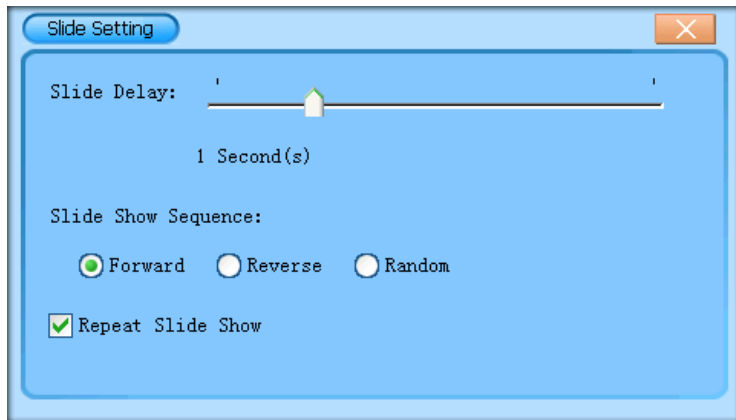 Slide Setting
Slide Delay:
1 Second(s)
Slide Show Sequence:
Forward Reverse Random
Repeat Slide Show